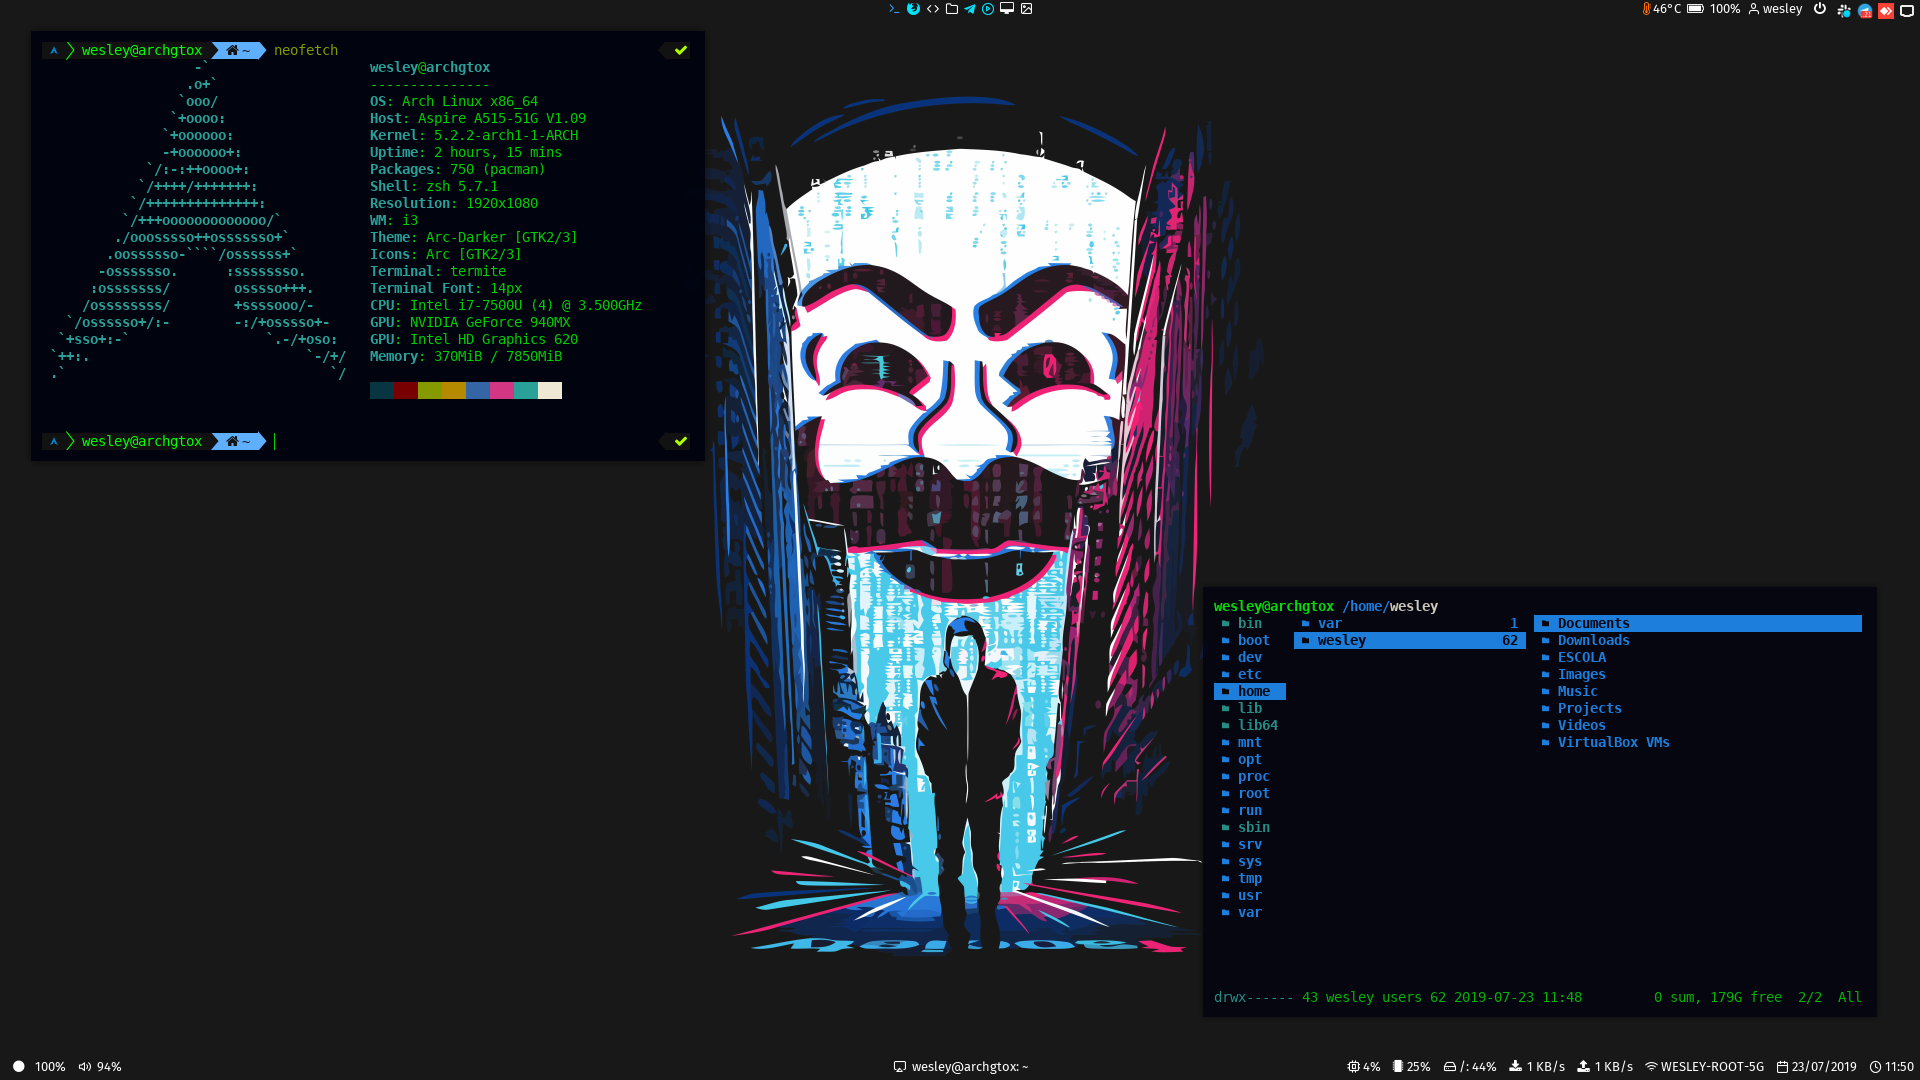 46°C 100% wesley
wesley@archgtox ~ neofetch
wesley@archgtox
---------------
OS: Arch Linux x86_64
Host: Aspire A515-51G V1.09
Kernel: 5.2.2-arch1-1-ARCH
Uptime: 2 hours, 15 mins
Packages: 750 (pacman)
Shell: zsh 5.7.1
Resolution: 1920x1080
WM: i3
Theme: Arc-Darker [GTK2/3]
Icons: Arc [GTK2/3]
Terminal: termite
Terminal Font: 14px
CPU: Intel i7-7500U (4) @ 3.500GHz
GPU: NVIDIA GeForce 940MX
GPU: Intel HD Graphics 620
Memory: 370MiB / 7850MiB
wesley@archgtox ~
wesley@archgtox /home/wesley
bin var 1 Documents
boot wesley 62 Downloads
dev ESCOLA
etc Images
home Music
lib Projects
lib64 Videos
mnt VirtualBox VMs
opt
proc
root
run
sbin
srv
sys
tmp
usr
var
drwx------ 43 wesley users 62 2019-07-23 11:48 0 sum, 179G free 2/2 All
100% 94% wesley@archgtox: ~ 4% 25% /: 44% 1 KB/s 1 KB/s WESLEY-ROOT-5G 23/07/2019 11:50